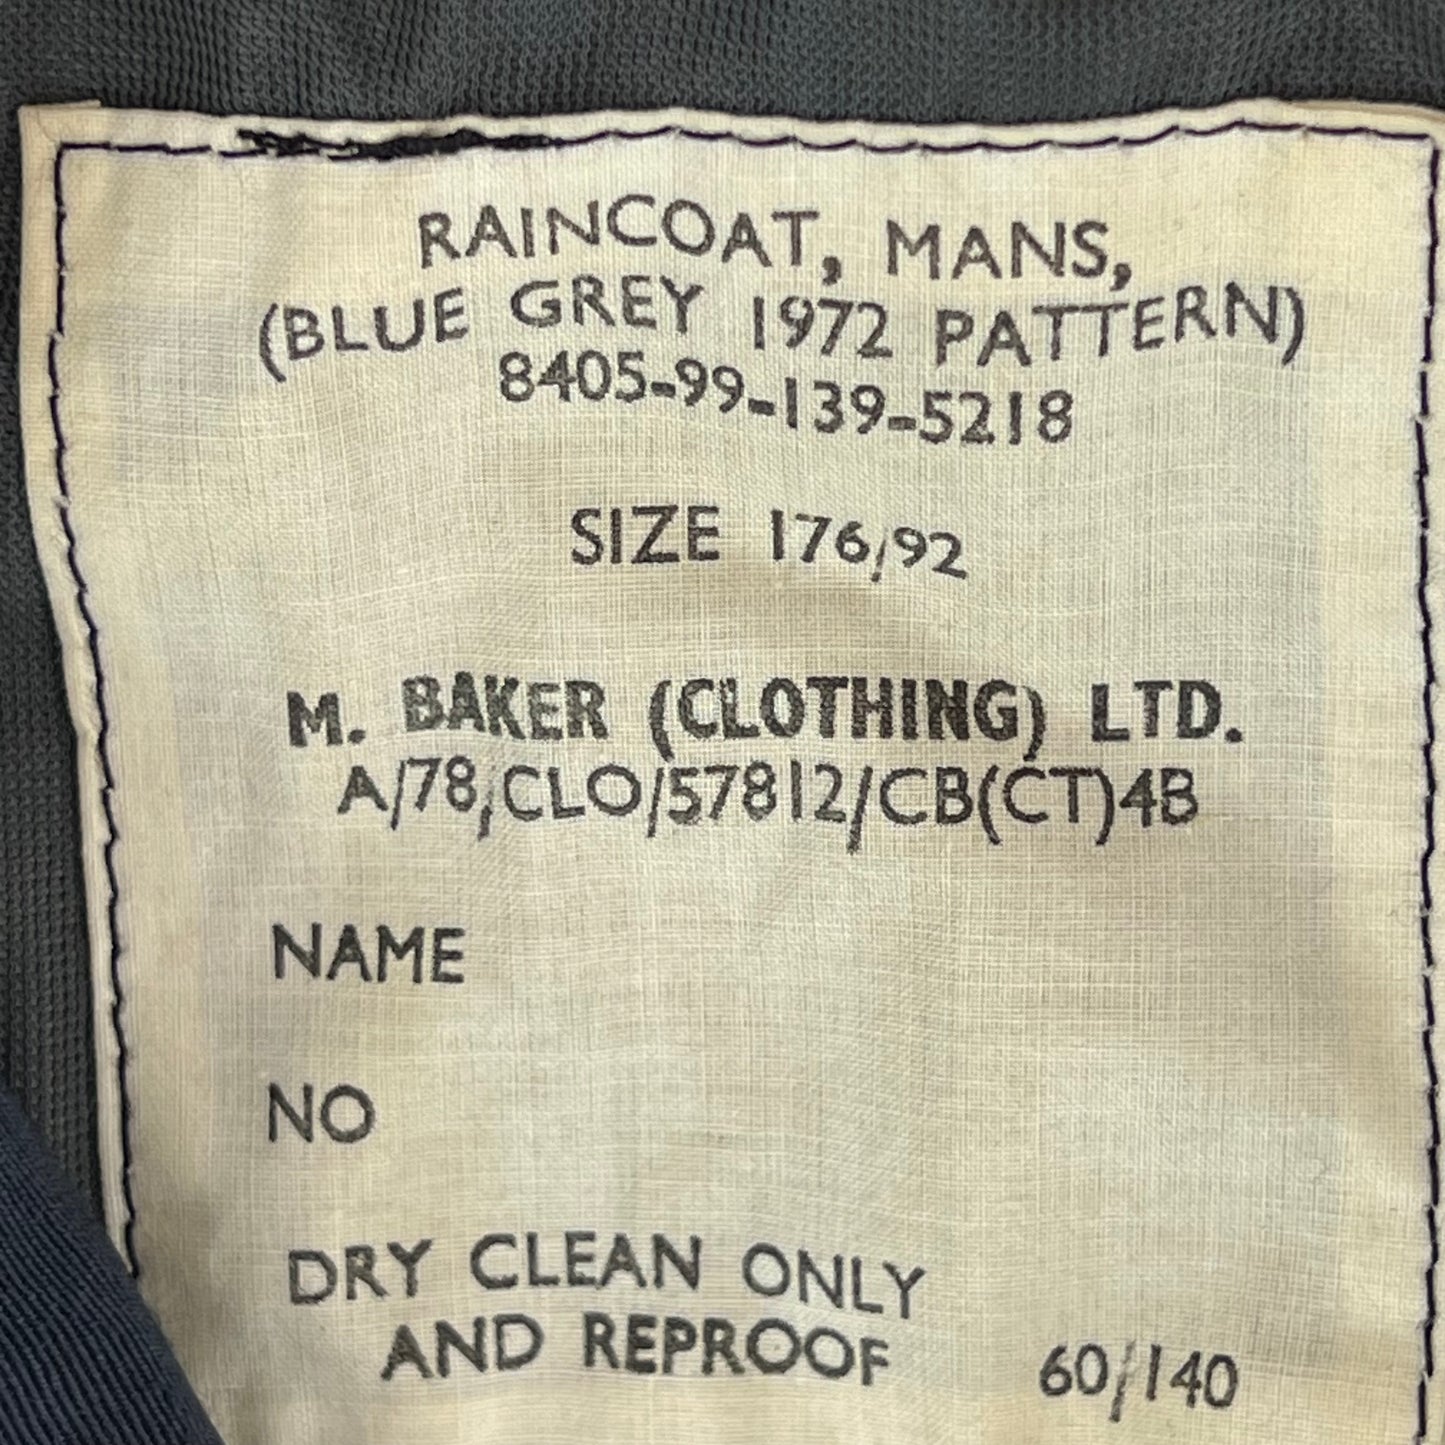 RAINCOAT, MANS,
(BLUE GREY 1972 PATTERN)
8405-99-139-5218
SIZE 176/92
M. BAKER (CLOTHING) LTD.
A/78/CLO/57812/CB(CT)4B
NAME
NO
DRY CLEAN ONLY
AND REPROOF 60/140